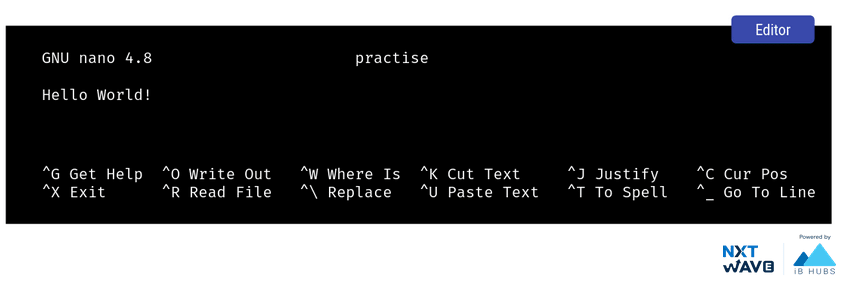 Editor
GNU nano 4.8 practise
Hello World!
^G Get Help ^O Write Out ^W Where Is ^K Cut Text ^J Justify ^C Cur Pos
^X Exit ^R Read File ^\ Replace ^U Paste Text ^T To Spell ^_ Go To Line
Powered by
NXT
WAVE
iB HUBS